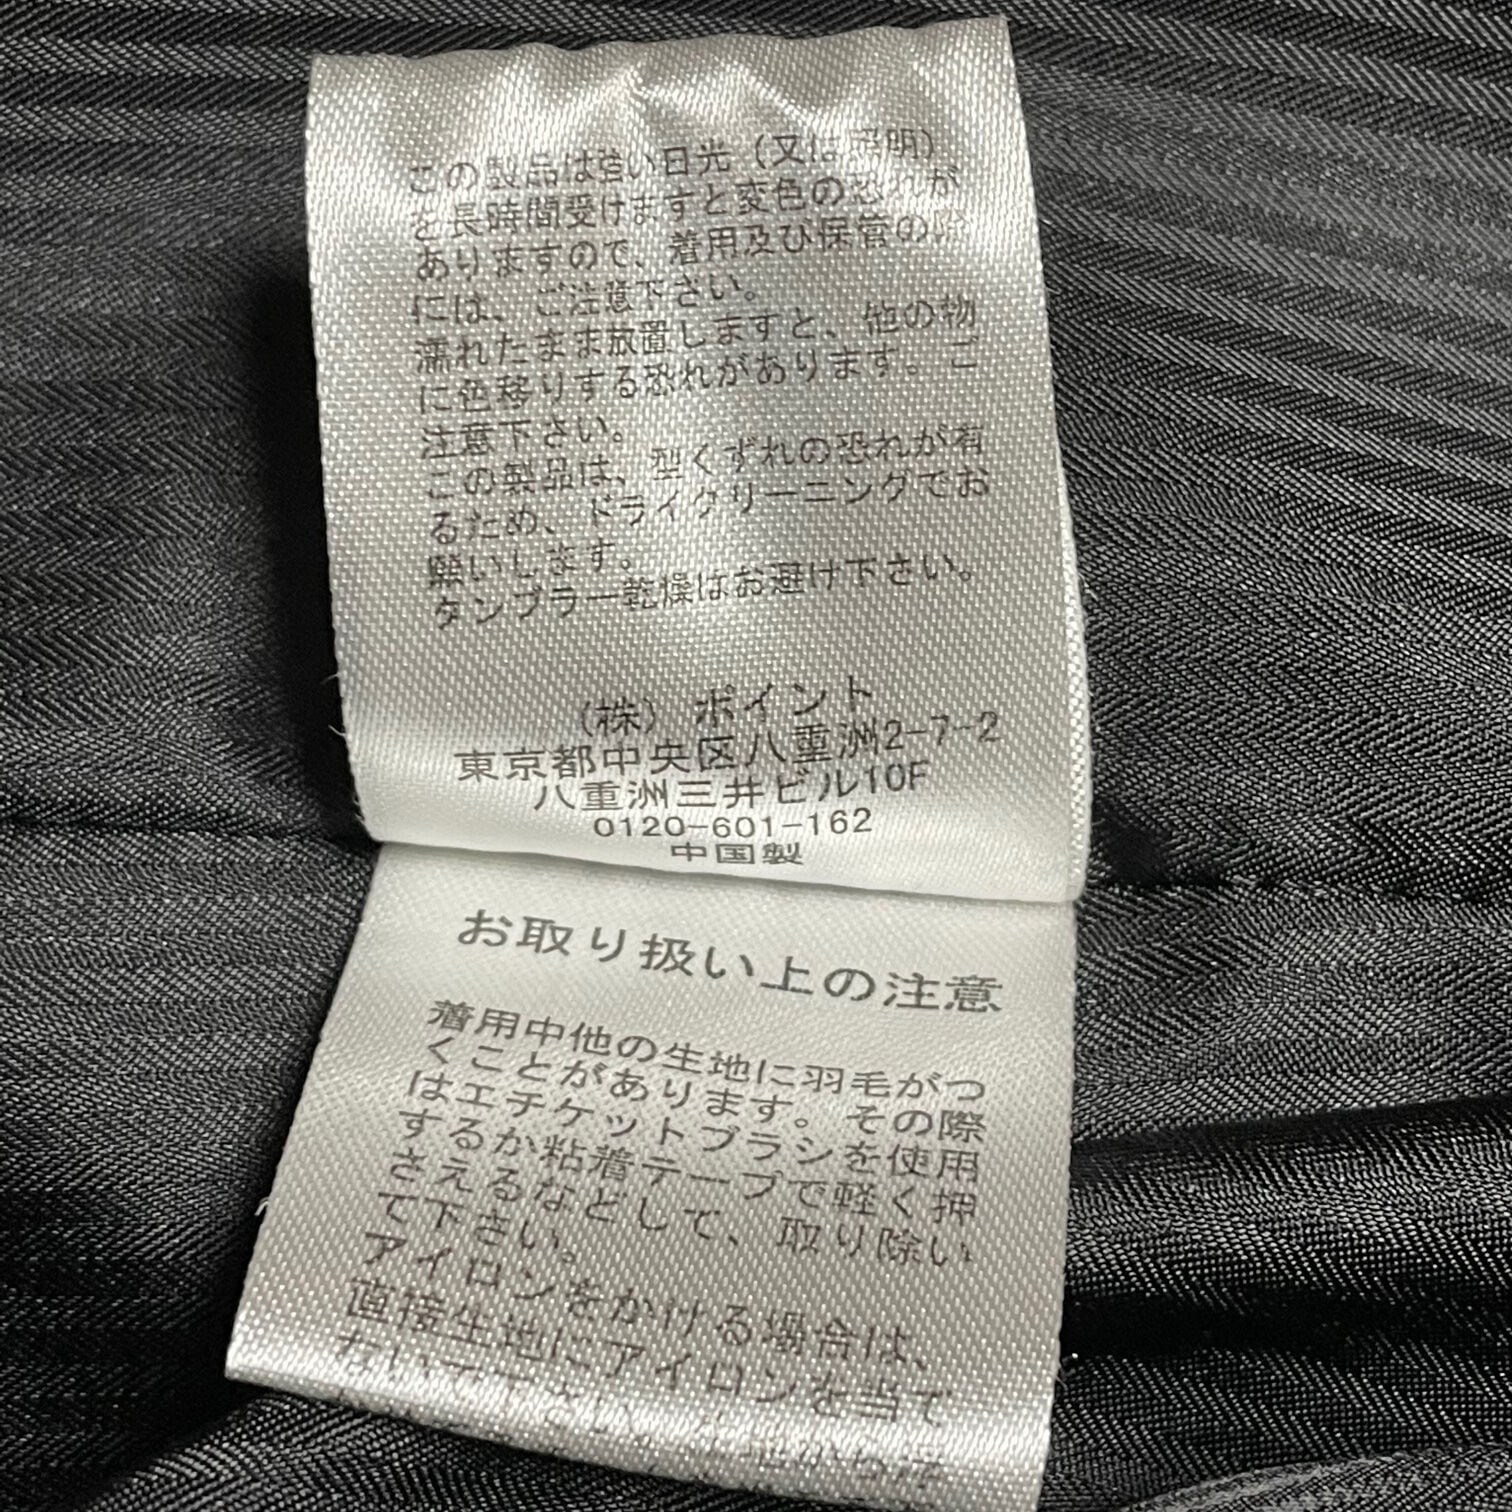 この製品は強い日光（又は照明）
を長時間受けますと変色の恐れが
ありますので、着用及び保管の際
には、ご注意下さい。
濡れたまま放置しますと、他の物
に色移りする恐れがあります。ご
注意下さい。
この製品は、型くずれの恐れが有
るため、ドライクリーニングでお
願いします。
タンブラー乾燥はお避け下さい。
（株）ポイント
東京都中央区八重洲2-7-2
八重洲三井ビル10F
0120-601-162
中国製
お取り扱い上の注意
着用中他の生地に羽毛がつ
くことがあります。その際
はエチケットブラシを使用
するか粘着テープで軽く押
さえるなどして、取り除い
て下さい。
アイロンをかける場合は、
直接生地にアイロンを当て
ないで下さい